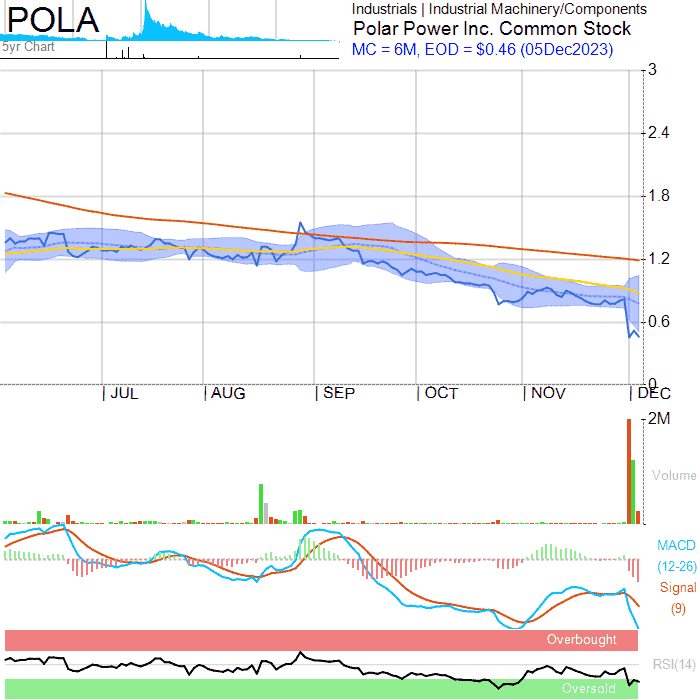 POLA
5yr Chart
Industrials | Industrial Machinery/Components
Polar Power Inc. Common Stock
MC = 6M, EOD = $0.46 (05Dec2023)
3
2.4
1.8
1.2
0.6
0
JUL AUG SEP OCT NOV DEC
2M
Volume
MACD
(12-26)
Signal
(9)
Overbought
RSI(14)
Oversold